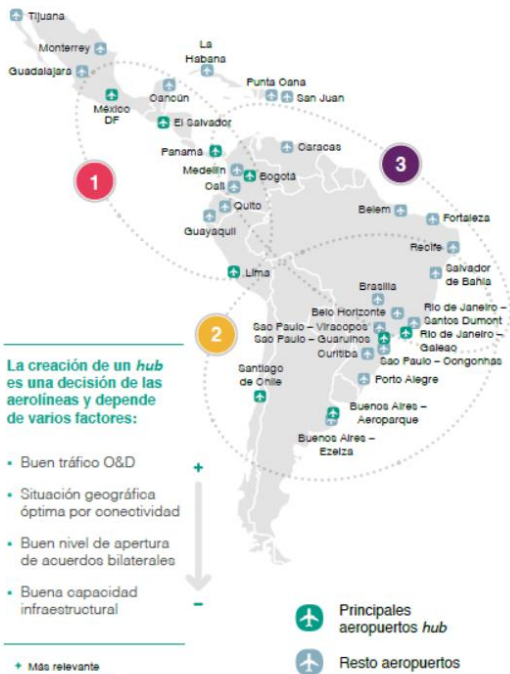 Tijuana
Monterrey
Guadalajara
México
DF
La
Habana
Cancún
Punta Cana
San Juan
El Salvador
Panamá
Caracas
Medellín
Cali
Bogotá
1
3
Quito
Guayaquil
Belem
Fortaleza
Recife
Lima
Salvador
de Bahía
Brasilia
2
Belo Horizonte
Rio de Janeiro –
Santos Dumont
Sao Paulo – Viracopos
Sao Paulo – Guarulhos
Rio de Janeiro –
Galeao
Curitiba
Sao Paulo – Congonhas
Santiago
de Chile
Porto Alegre
Buenos Aires –
Aeroparque
Buenos Aires –
Ezeiza
La creación de un hub
es una decisión de las
aerolíneas y depende
de varios factores:
• Buen tráfico O&D
+
• Situación geográfica
óptima por conectividad
• Buen nivel de apertura
de acuerdos bilaterales
• Buena capacidad
infraestructural
–
+ Más relevante
Principales
aeropuertos hub
Resto aeropuertos